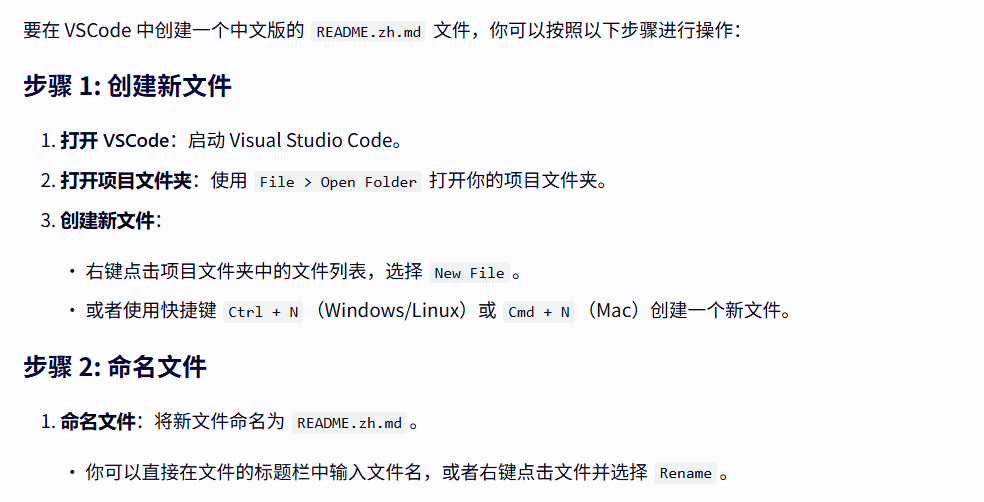 要在 VSCode 中创建一个中文版的 README.zh.md 文件，你可以按照以下步骤进行操作：
步骤 1: 创建新文件
1. 打开 VSCode：启动 Visual Studio Code。
2. 打开项目文件夹：使用 File > Open Folder 打开你的项目文件夹。
3. 创建新文件：
• 右键点击项目文件夹中的文件列表，选择 New File 。
• 或者使用快捷键 Ctrl + N （Windows/Linux）或 Cmd + N （Mac）创建一个新文件。
步骤 2: 命名文件
1. 命名文件：将新文件命名为 README.zh.md 。
• 你可以直接在文件的标题栏中输入文件名，或者右键点击文件并选择 Rename 。